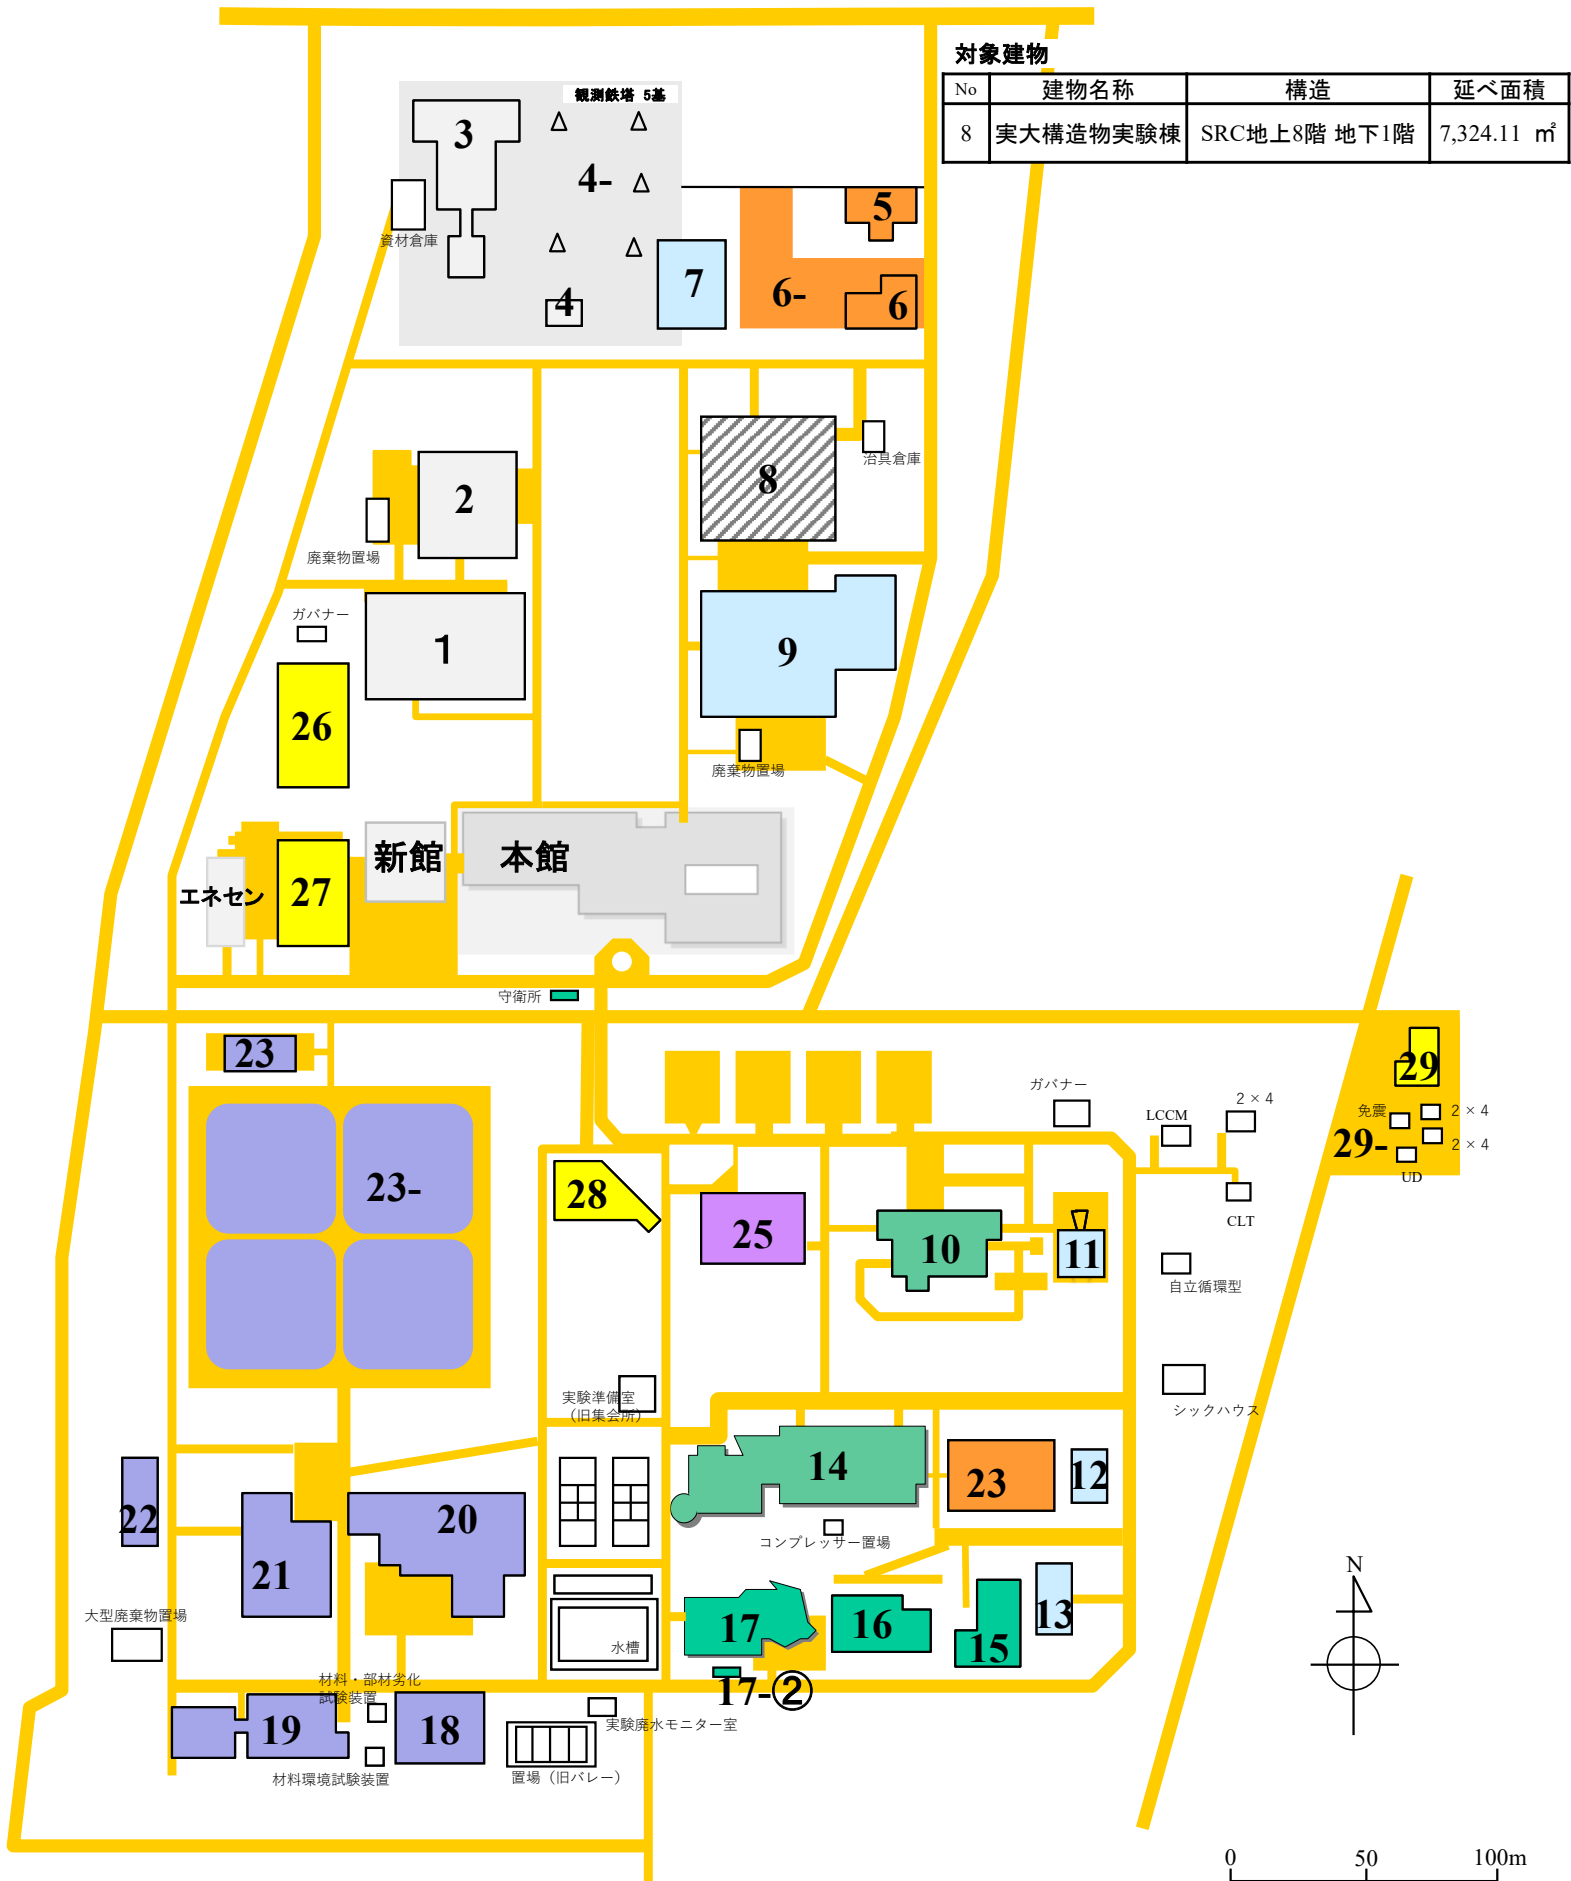 対象建物
No 建物名称 構造 延べ面積
8 実大構造物実験棟 SRC地上8階 地下1階 7,324.11 ㎡
観測鉄塔 5基
3
4-
5
資材倉庫
7
6-
6
4
8
治具倉庫
2
廃棄物置場
ガバナー
1
9
26
廃棄物置場
新館
本館
エネセン
27
守衛所
23
29
ガバナー
LCCM
2×4
免震
2×4
29-
2×4
UD
23-
28
25
10
11
CLT
自立循環型
実験準備室
（旧集会所）
シックハウス
14
23
12
22
20
コンプレッサー置場
21
N
大型廃棄物置場
水槽
17
16
15
13
材料・部材劣化
試験装置
17-②
19
18
実験廃水モニター室
材料環境試験装置
置場（旧バレー）
0 50 100m